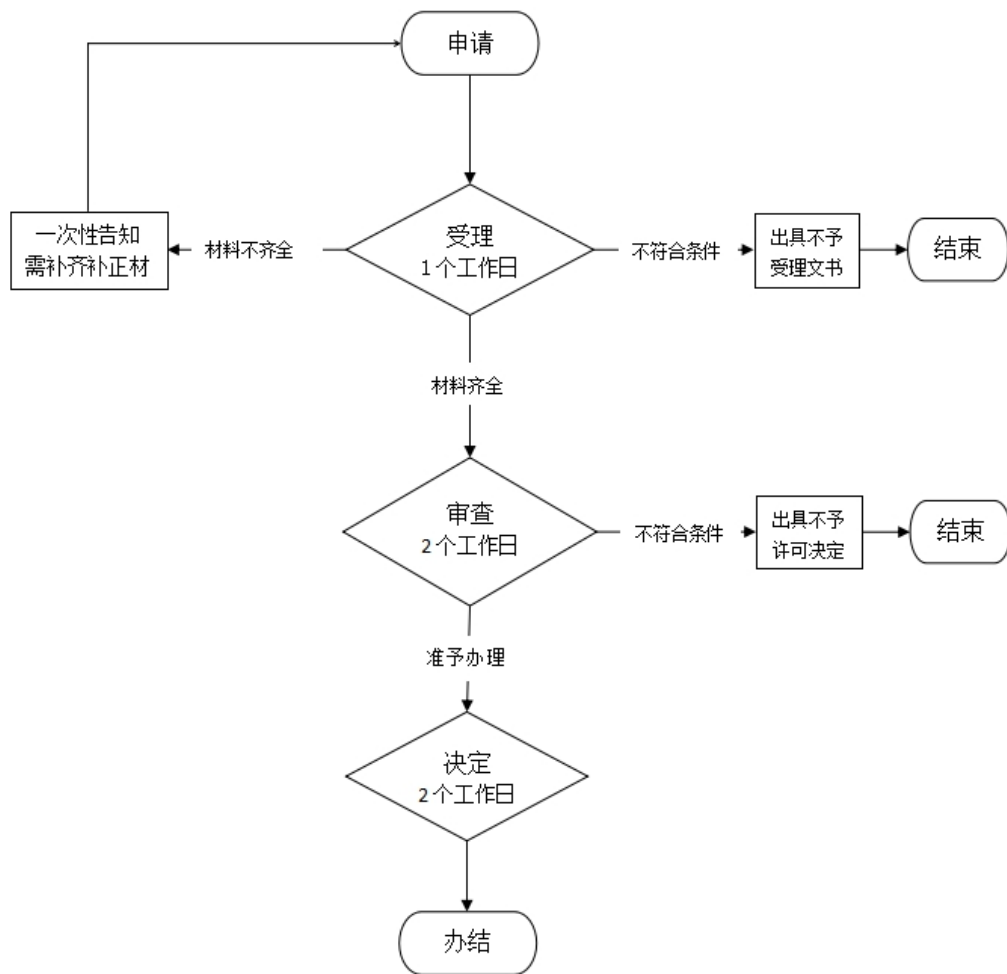 申请
一次性告知
需补齐补正材
材料不齐全
受理
1个工作日
不符合条件
出具不予
受理文书
结束
材料齐全
审查
2个工作日
不符合条件
出具不予
许可决定
结束
准予办理
决定
2个工作日
办结